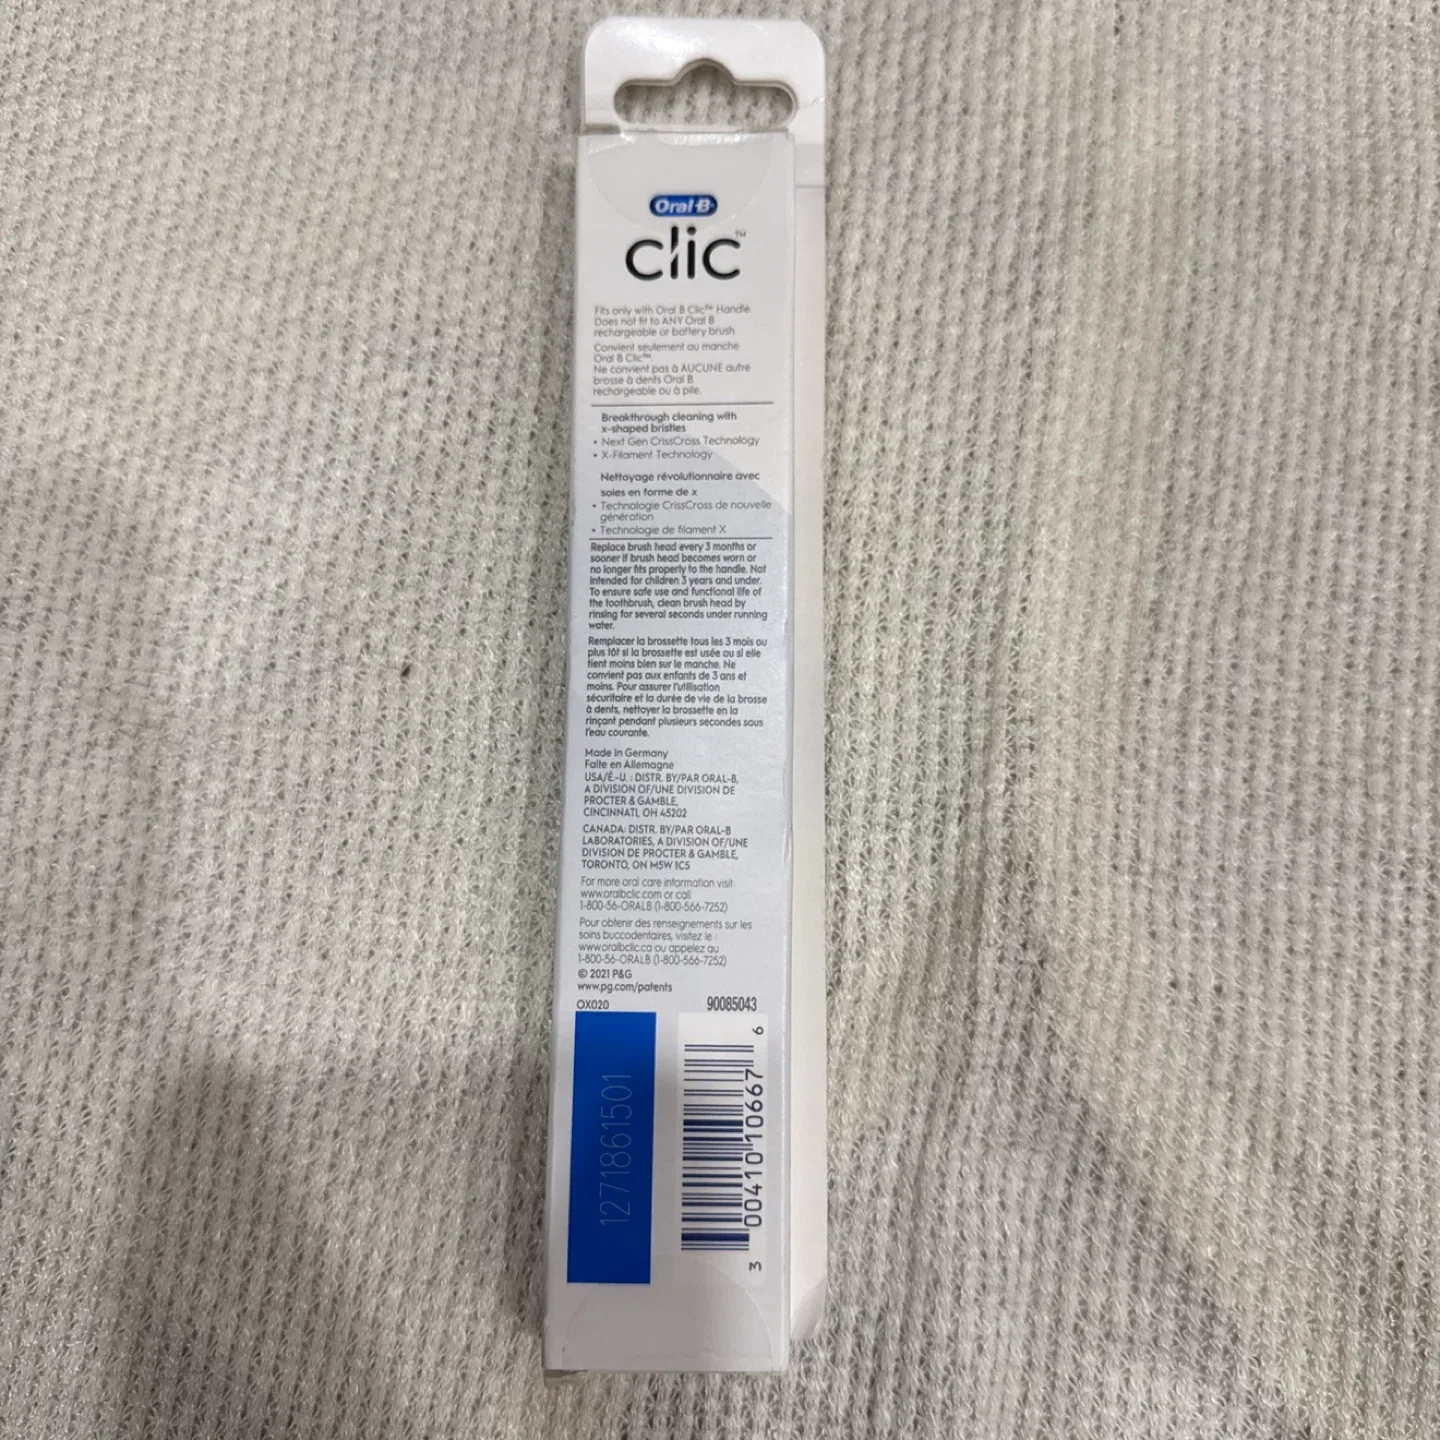 Oral-B
clic™
Fits only with Oral B Clic™ Handle.
Does not fit to ANY Oral B
rechargeable or battery brush.
Convient seulement au manche
Oral B Clic™.
Ne convient pas à AUCUNE autre
brosse à dents Oral B
rechargeable ou à pile.
Breakthrough cleaning with
x-shaped bristles
• Next Gen CrissCross Technology
• X-Filament Technology
Nettoyage révolutionnaire avec
soies en forme de x
• Technologie CrissCross de nouvelle
génération
• Technologie de filament X
Replace brush head every 3 months or
sooner if brush head becomes worn or
no longer fits properly to the handle. Not
intended for children 3 years and under.
To ensure safe use and functional life of
the toothbrush, clean brush head by
rinsing for several seconds under running
water.
Remplacer la brossette tous les 3 mois ou
plus tôt si la brossette est usée ou si elle
tient moins bien sur le manche. Ne
convient pas aux enfants de 3 ans et
moins. Pour assurer l'utilisation
sécuritaire et la durée de vie de la brosse
à dents, nettoyer la brossette en la
rinçant pendant plusieurs secondes sous
l'eau courante.
Made in Germany
Faite en Allemagne
USA/É.-U. : DISTR. BY/PAR ORAL-B,
A DIVISION OF/UNE DIVISION DE
PROCTER & GAMBLE,
CINCINNATI, OH 45202
CANADA: DISTR. BY/PAR ORAL-B
LABORATORIES, A DIVISION OF/UNE
DIVISION DE PROCTER & GAMBLE,
TORONTO, ON M5W 1C5
For more oral care information visit:
www.oralbclic.com or call
1-800-56-ORALB (1-800-566-7252)
Pour obtenir des renseignements sur les
soins buccodentaires, visitez le :
www.oralbclic.ca ou appelez au
1-800-56-ORALB (1-800-566-7252)
© 2021 P&G
www.pg.com/patents
OX020 90085043
1271861501
3 00410 10667 6